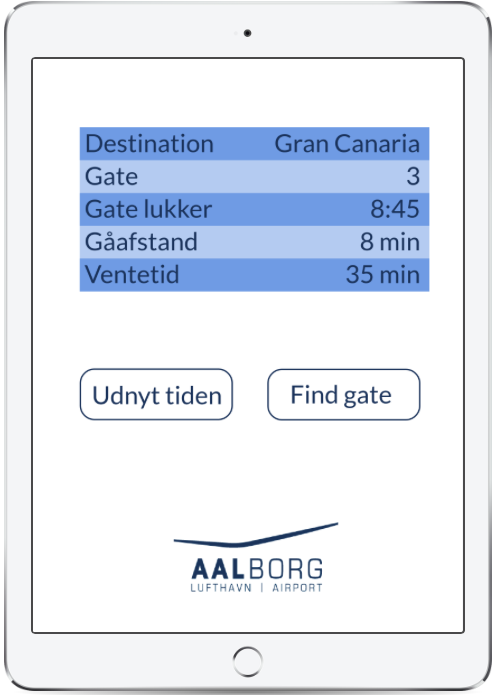 Destination Gran Canaria
Gate 3
Gate lukker 8:45
Gåafstand 8 min
Ventetid 35 min
Udnyt tiden Find gate
AALBORG
LUFTHAVN | AIRPORT